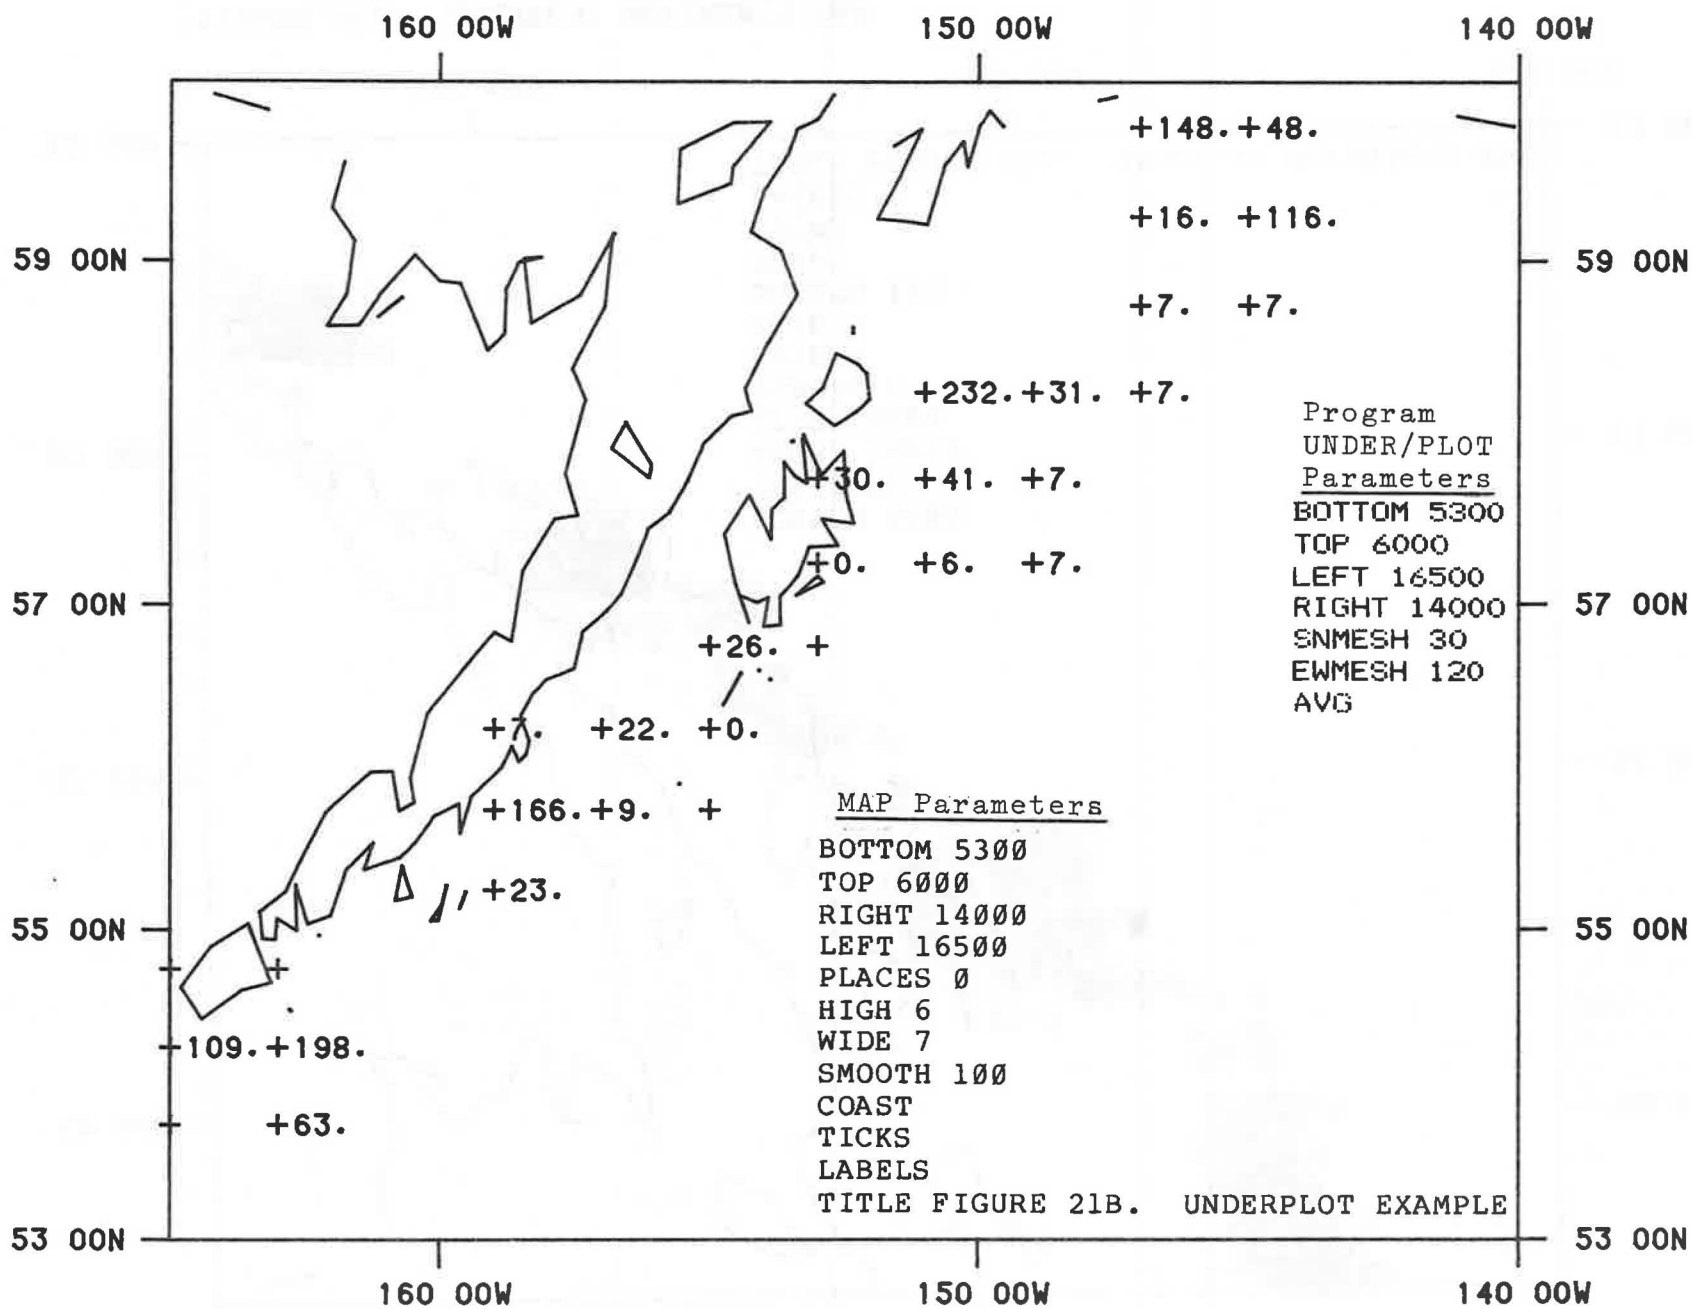 160 00W 150 00W 140 00W
+148. +48.
+16. +116.
59 00N 59 00N
+7. +7.
+232. +31. +7.
Program
UNDER/PLOT
Parameters
+30. +41. +7.
BOTTOM 5300
TOP 6000
+0. +6. +7.
LEFT 16500
57 00N 57 00N
RIGHT 14000
SNMESH 30
+26. +
EWMESH 120
AVG
+7. +22. +0.
+166. +9. +
MAP Parameters
BOTTOM 5300
TOP 6000
+23.
RIGHT 14000
55 00N 55 00N
LEFT 16500
+ +
PLACES 0
HIGH 6
+109. +198.
WIDE 7
SMOOTH 100
COAST
+ +63.
TICKS
LABELS
TITLE FIGURE 21B. UNDERPLOT EXAMPLE
53 00N 53 00N
160 00W 150 00W 140 00W